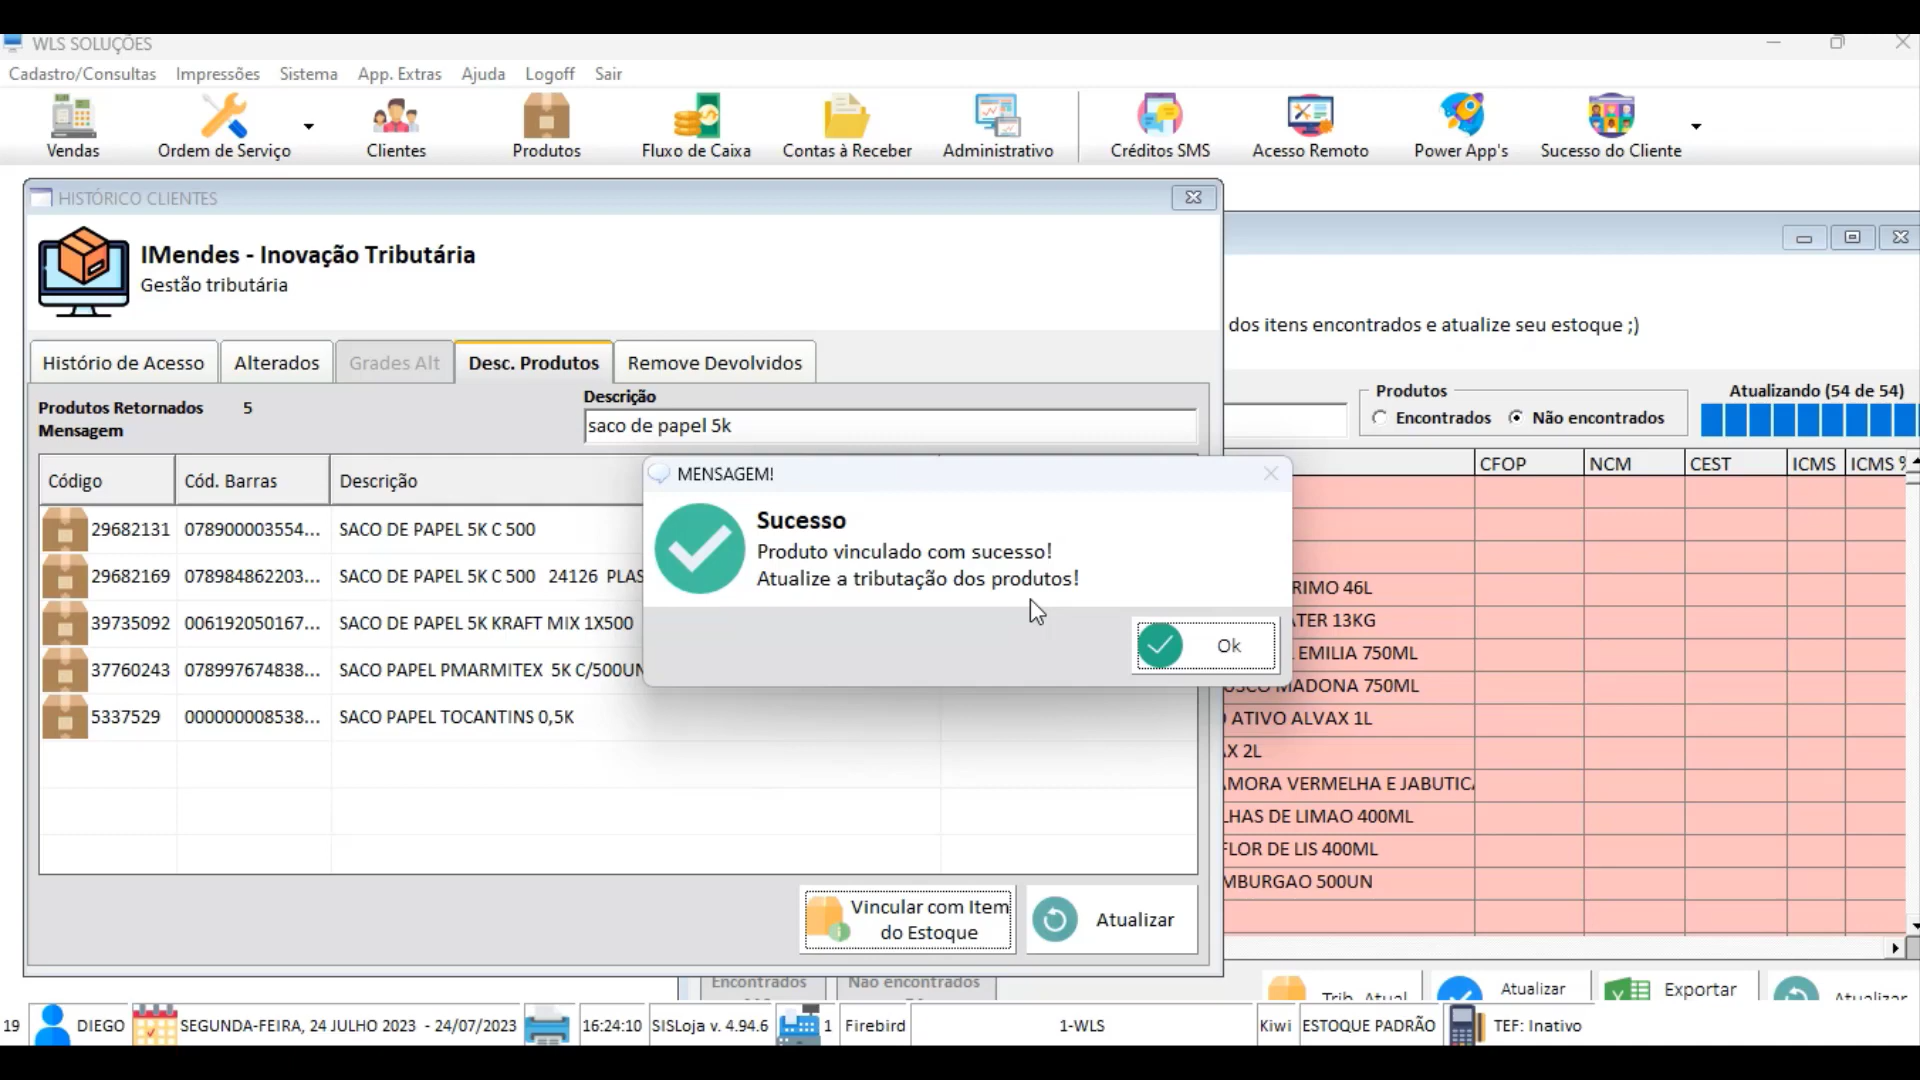 WLS SOLUÇÕES
Cadastro/Consultas Impressões Sistema App. Extras Ajuda Logoff Sair
Vendas Ordem de Serviço Clientes Produtos Fluxo de Caixa Contas à Receber Administrativo Créditos SMS Acesso Remoto Power App's Sucesso do Cliente
HISTÓRICO CLIENTES
IMendes - Inovação Tributária
Gestão tributária
dos itens encontrados e atualize seu estoque ;)
Histório de Acesso Alterados Grades Alt Desc. Produtos Remove Devolvidos
Produtos Retornados 5
Mensagem
Descrição
saco de papel 5k
Produtos
Encontrados Não encontrados
Atualizando (54 de 54)
Código Cód. Barras Descrição
29682131 078900003554... SACO DE PAPEL 5K C 500
29682169 078984862203... SACO DE PAPEL 5K C 500 24126 PLAS
39735092 006192050167... SACO DE PAPEL 5K KRAFT MIX 1X500
37760243 078997674838... SACO PAPEL PMARMITEX 5K C/500UN
5337529 000000008538... SACO PAPEL TOCANTINS 0,5K
MENSAGEM!
Sucesso
Produto vinculado com sucesso!
Atualize a tributação dos produtos!
Ok
CFOP NCM CEST ICMS ICMS %
RIMO 46L
ATER 13KG
EMILIA 750ML
MADONA 750ML
ATIVO ALVAX 1L
X 2L
AMORA VERMELHA E JABUTICA
LHAS DE LIMAO 400ML
FLOR DE LIS 400ML
MBURGAO 500UN
Vincular com Item
do Estoque
Atualizar
Encontrados Não encontrados
Trib. Atual Atualizar Exportar Atualizar
19 DIEGO SEGUNDA-FEIRA, 24 JULHO 2023 - 24/07/2023 16:24:10 SISLoja v. 4.94.6 1 Firebird 1-WLS Kiwi ESTOQUE PADRÃO TEF: Inativo